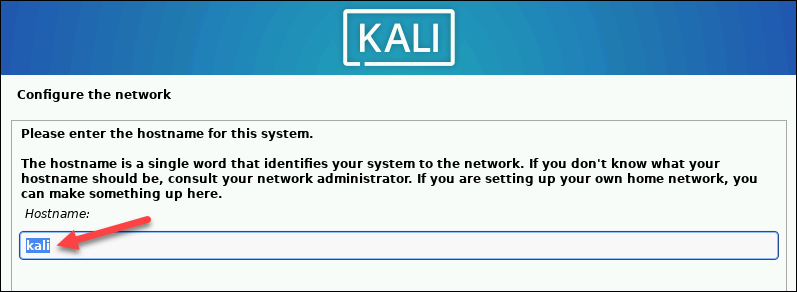 KALI
Configure the network
Please enter the hostname for this system.
The hostname is a single word that identifies your system to the network. If you don't know what your
hostname should be, consult your network administrator. If you are setting up your own home network, you
can make something up here.
Hostname:
kali